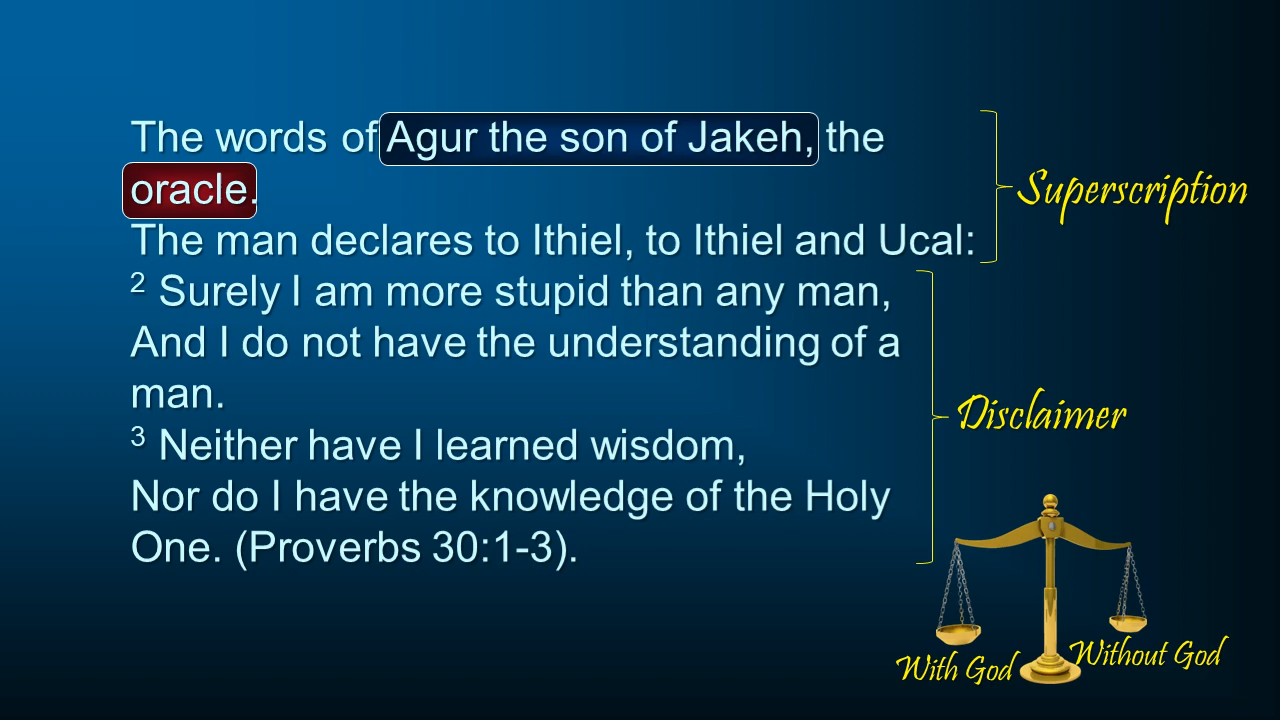 The words of Agur the son of Jakeh, the
oracle.
The man declares to Ithiel, to Ithiel and Ucal:
2 Surely I am more stupid than any man,
And I do not have the understanding of a
man.
3 Neither have I learned wisdom,
Nor do I have the knowledge of the Holy
One. (Proverbs 30:1-3).
Superscription
Disclaimer
With God
Without God